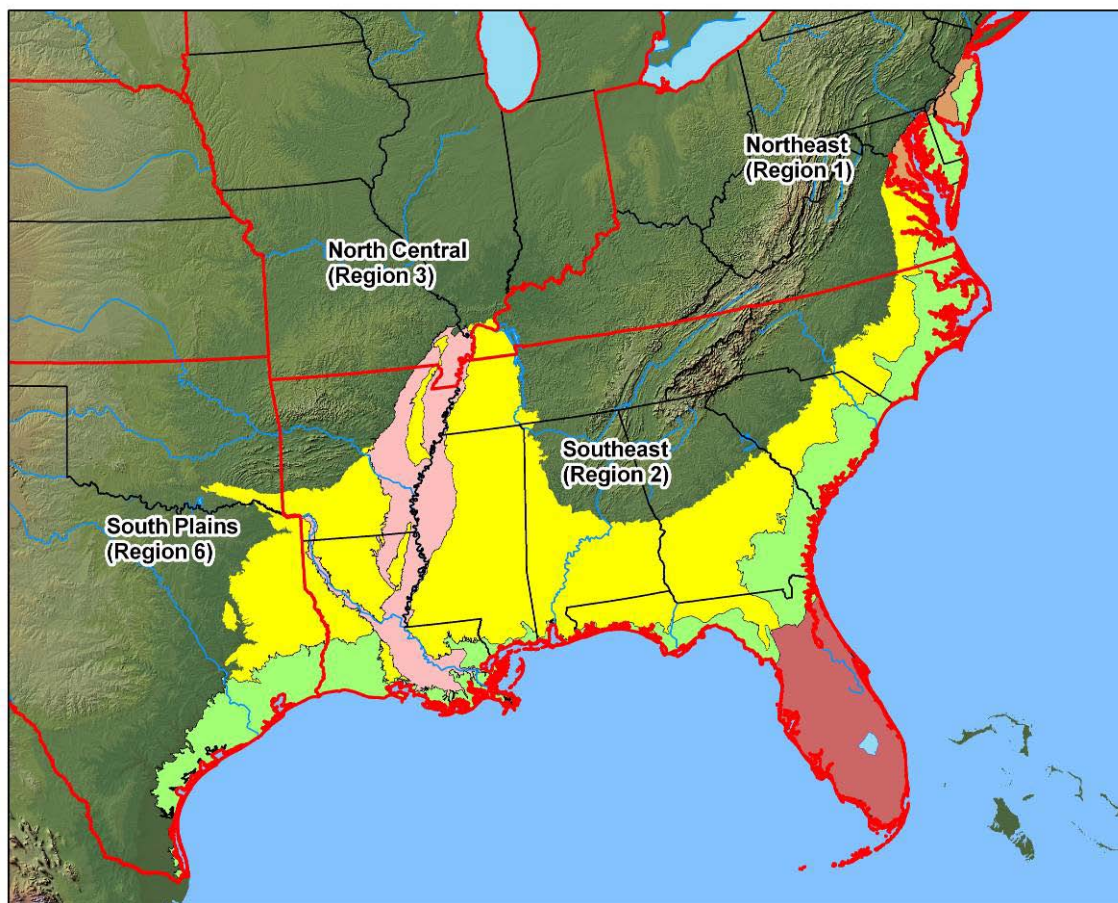 Northeast
(Region 1)
North Central
(Region 3)
Southeast
(Region 2)
South Plains
(Region 6)